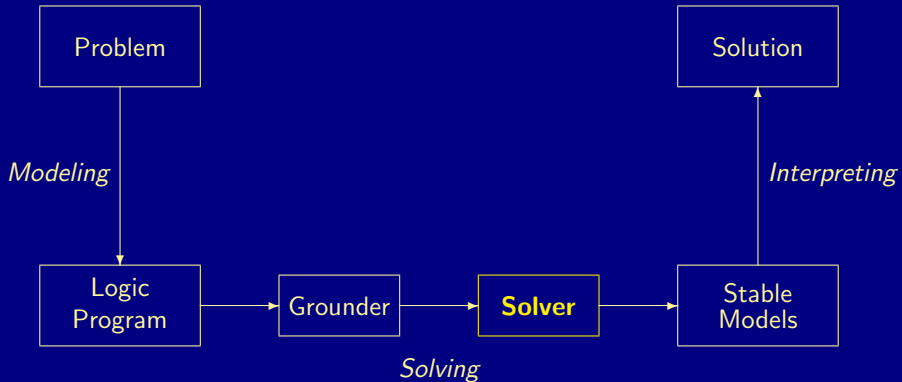 Problem
Solution
Modeling
Interpreting
Logic
Program
Grounder
Solver
Stable
Models
Solving